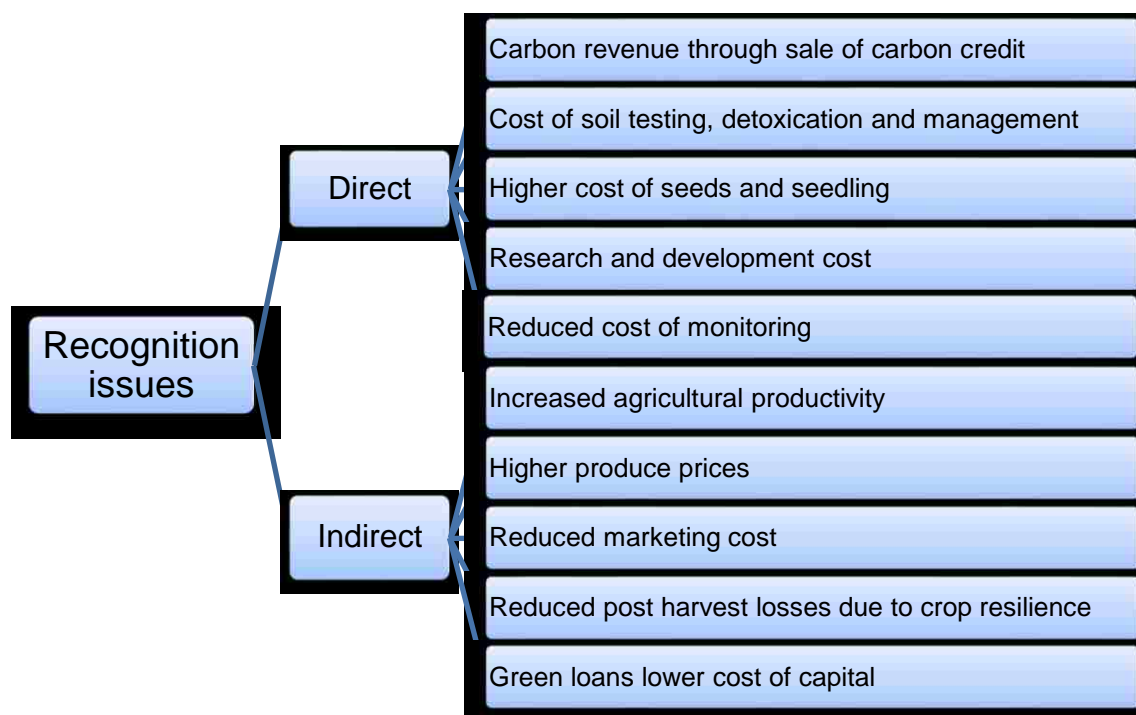 Recognition
issues
Direct
Carbon revenue through sale of carbon credit
Cost of soil testing, detoxication and management
Higher cost of seeds and seedling
Research and development cost
Reduced cost of monitoring
Indirect
Increased agricultural productivity
Higher produce prices
Reduced marketing cost
Reduced post harvest losses due to crop resilience
Green loans lower cost of capital